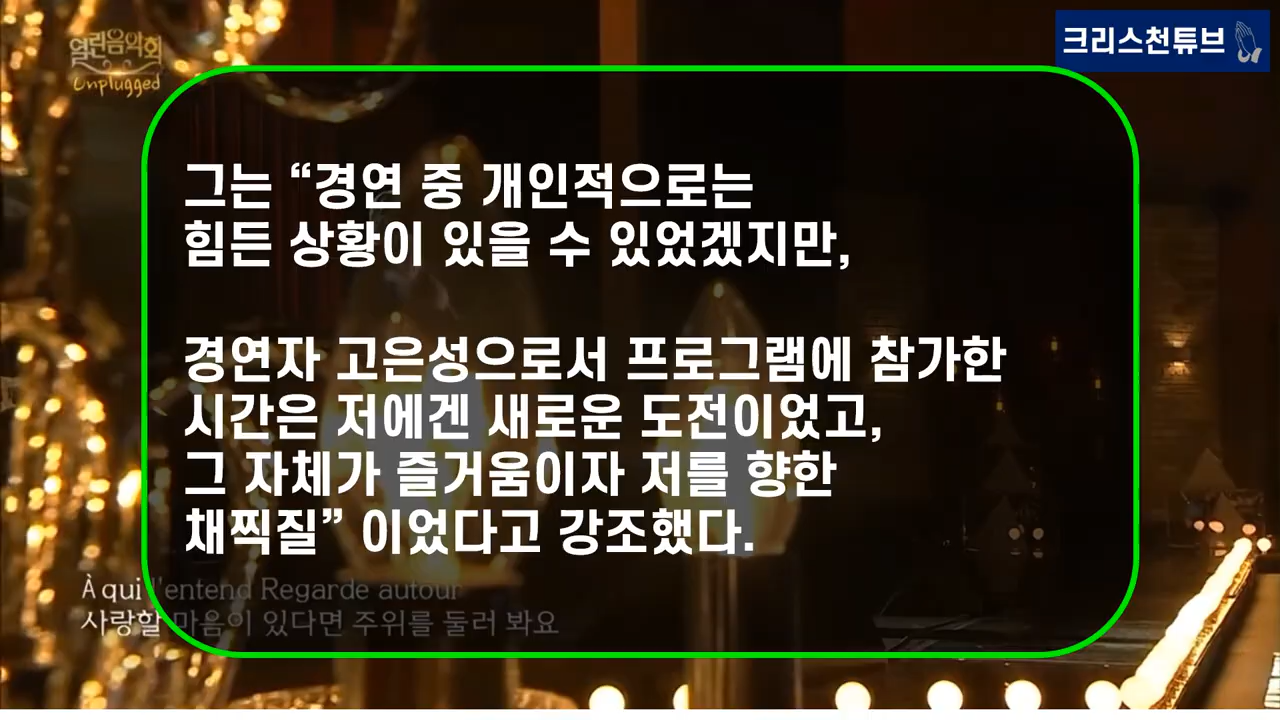 열린음악회
Unplugged
크리스천튜브
그는 “경연 중 개인적으로는
힘든 상황이 있을 수 있었겠지만,
경연자 고은성으로서 프로그램에 참가한
시간은 저에겐 새로운 도전이었고,
그 자체가 즐거움이자 저를 향한
채찍질” 이었다고 강조했다.
À qui l'entend Regarde autour
사랑할 마음이 있다면 주위를 둘러 봐요